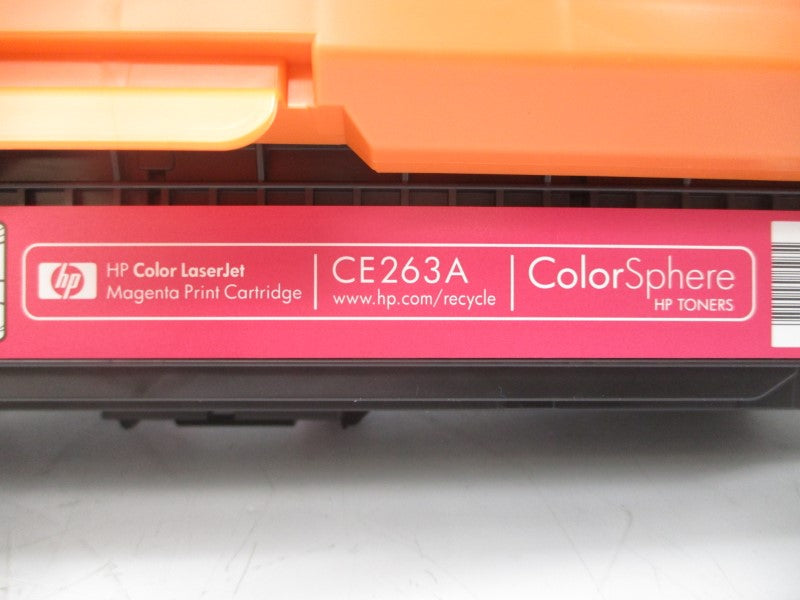 hp
HP Color LaserJet
Magenta Print Cartridge
CE263A
www.hp.com/recycle
ColorSphere
HP TONERS